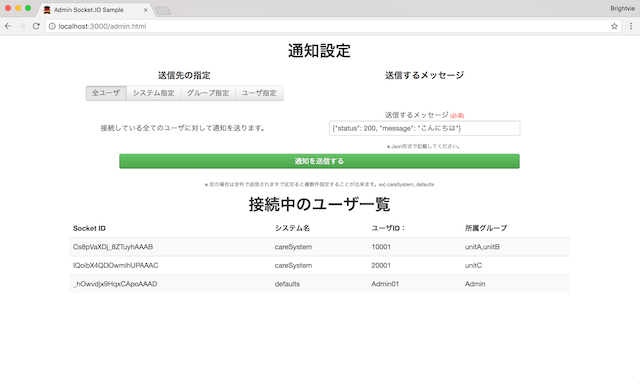 Admin Socket.IO Sample
Brightvie
localhost:3000/admin.html
通知設定
送信先の指定
送信するメッセージ
全ユーザ システム指定 グループ指定 ユーザ指定
送信するメッセージ (必須)
接続している全てのユーザに対して通知を送ります。
{"status": 200, "message": "こんにちは"}
※Json形式で記載してください。
通知を送信する
※ 空の場合は全件で送信されますで区切ると複数件指定することが出来ます。ex) careSystem, defaults
接続中のユーザ一覧
Socket ID システム名 ユーザID： 所属グループ
Cs8pVaXDj_8ZTuyhAAAB careSystem 10001 unitA,unitB
IQoibX4QDOwmihUPAAAC careSystem 20001 unitC
_hOwvdjx9HqxCApoAAAD defaults Admin01 Admin